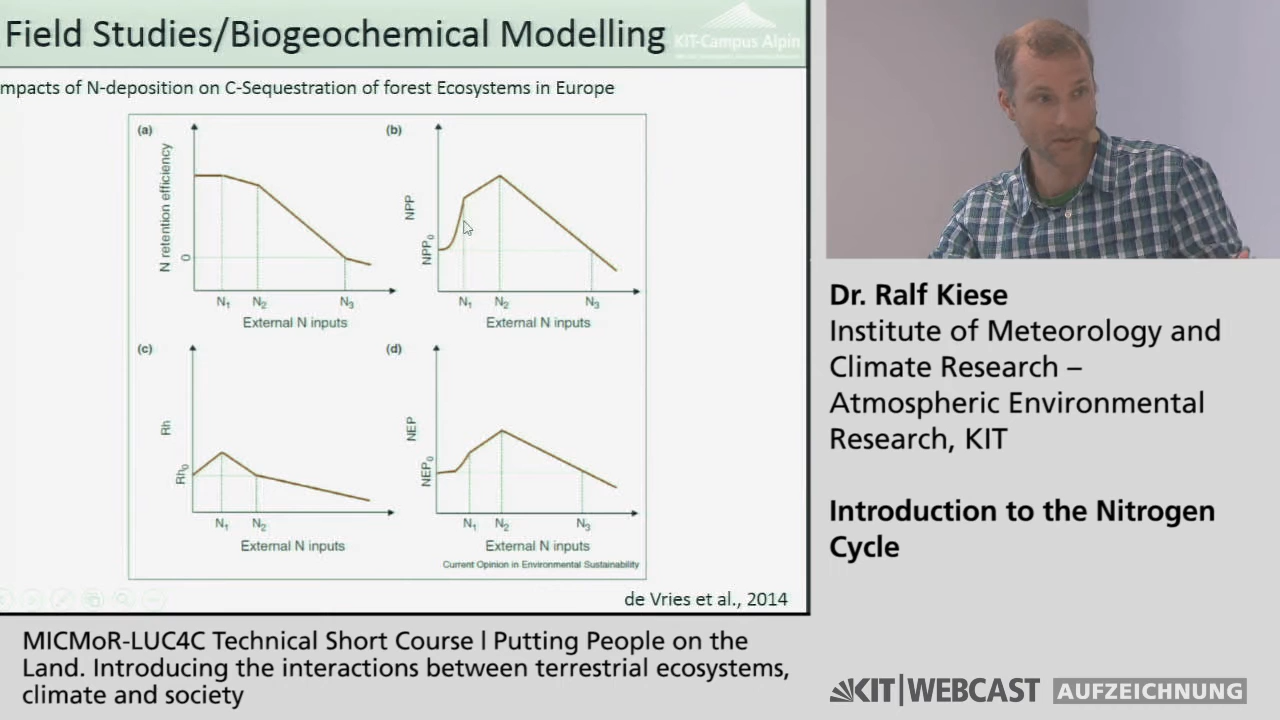 Field Studies/Biogeochemical Modelling
KIT-Campus Alpin
mpacts of N-deposition on C-Sequestration of forest Ecosystems in Europe
(a)
N retention efficiency
0
N1 N2 N3
External N inputs
(b)
NPP
NPP0
N1 N2 N3
External N inputs
(c)
Rh
Rh0
N1 N2
External N inputs
(d)
NEP
NEP0
N1 N2 N3
External N inputs
Current Opinion in Environmental Sustainability
de Vries et al., 2014
Dr. Ralf Kiese
Institute of Meteorology and
Climate Research –
Atmospheric Environmental
Research, KIT
Introduction to the Nitrogen
Cycle
MICMoR-LUC4C Technical Short Course | Putting People on the
Land. Introducing the interactions between terrestrial ecosystems,
climate and society
KIT|WEBCAST AUFZEICHNUNG